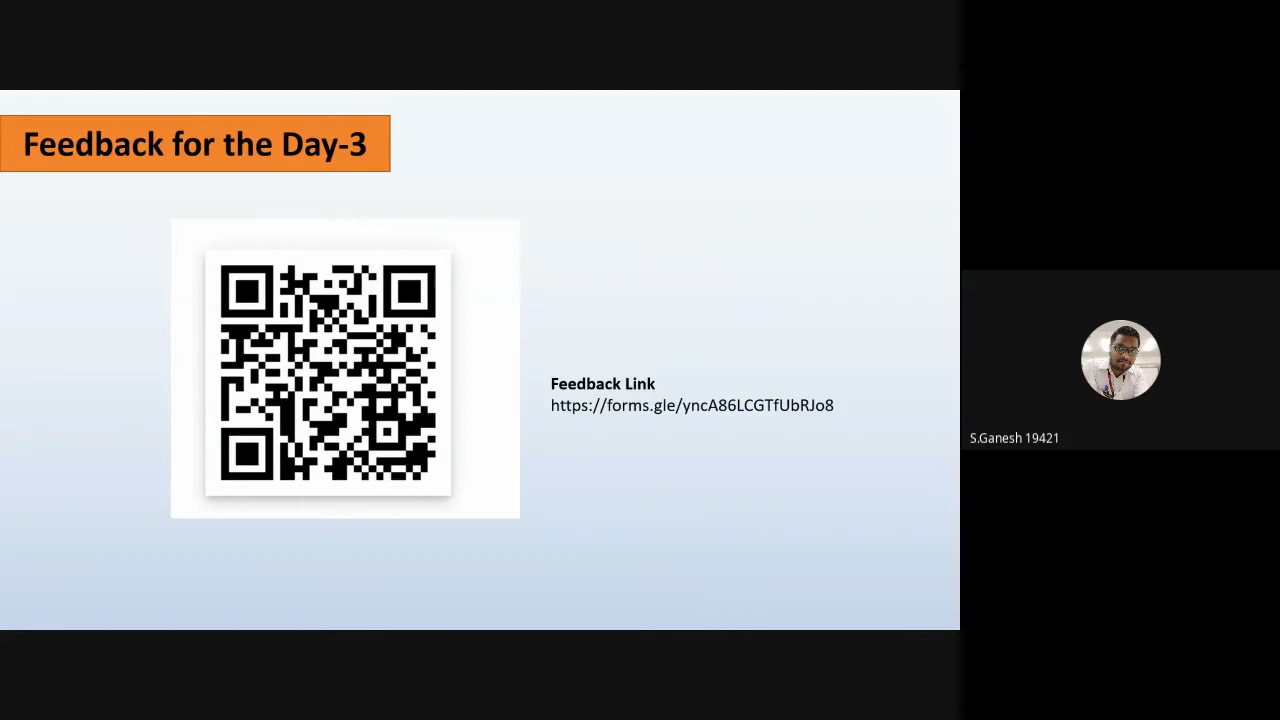 Feedback for the Day-3
Feedback Link
https://forms.gle/yncA86LCGTfUbRJo8
S.Ganesh 19421